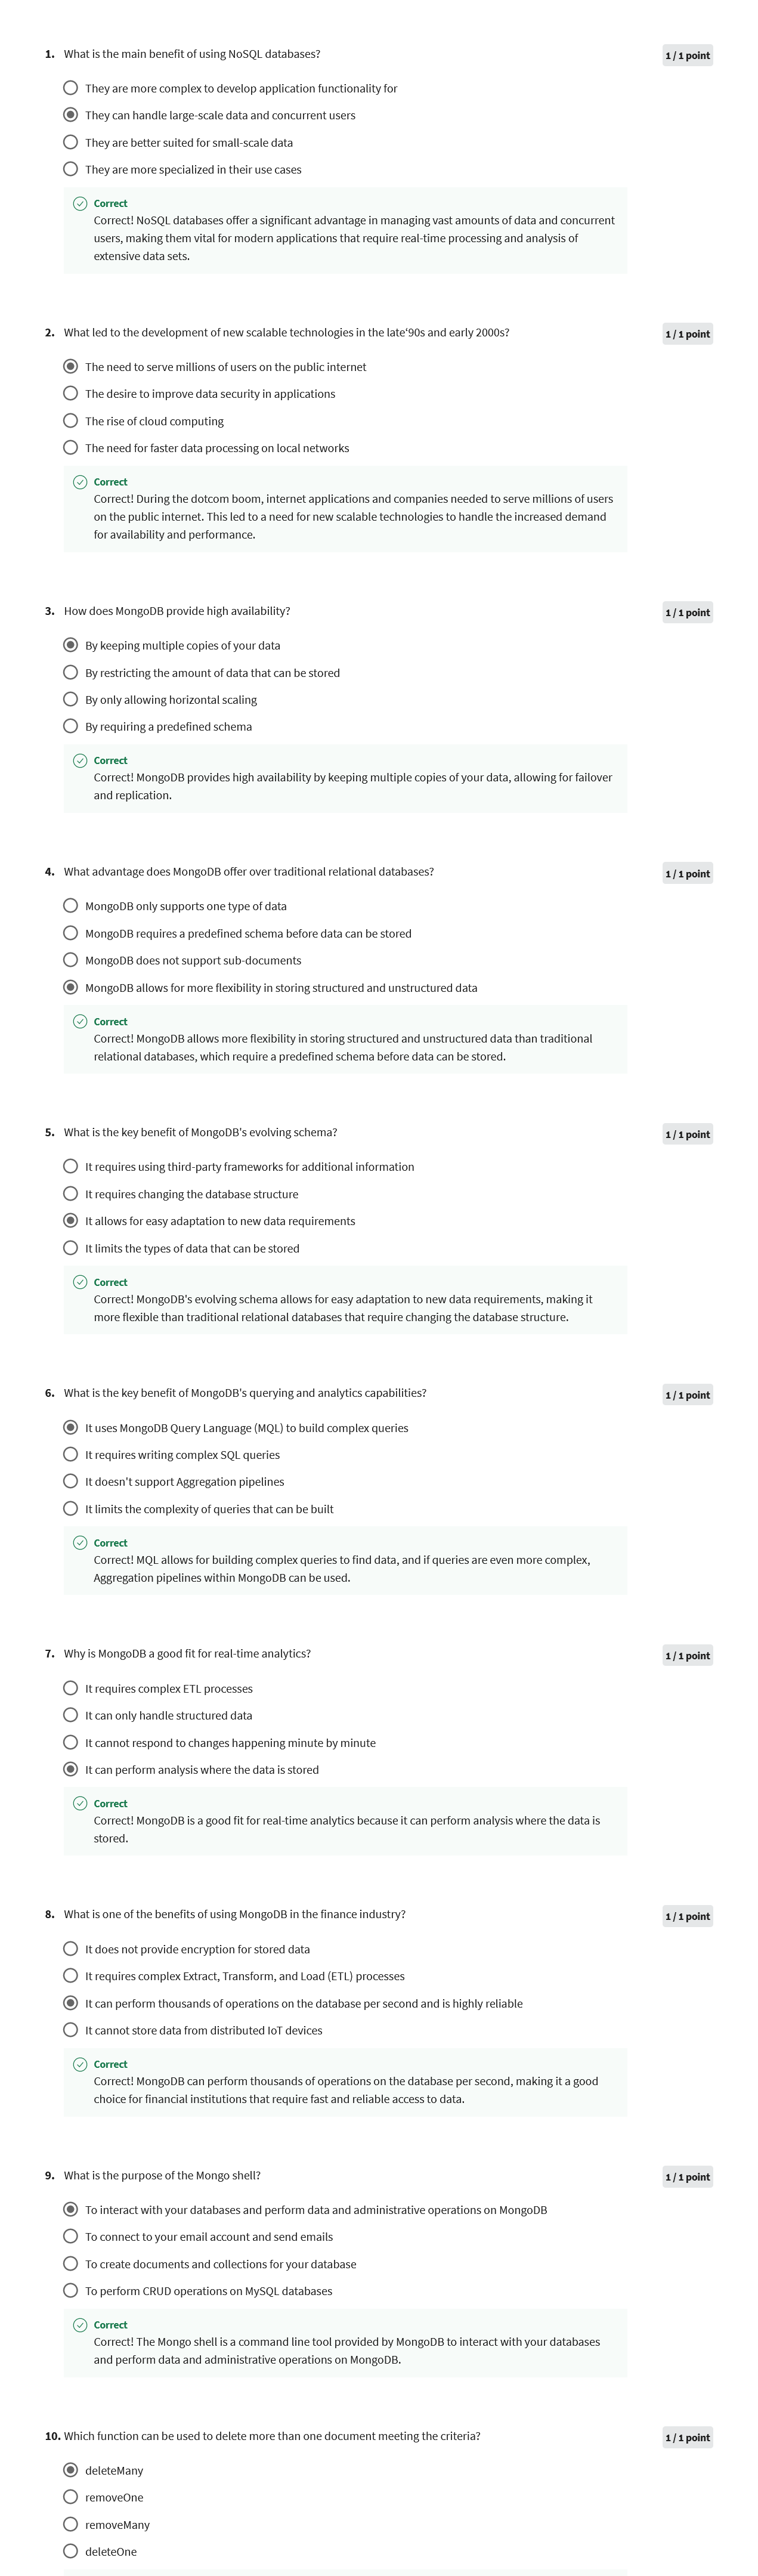 1. What is the main benefit of using NoSQL databases?
1 / 1 point
They are more complex to develop application functionality for
They can handle large-scale data and concurrent users
They are better suited for small-scale data
They are more specialized in their use cases
Correct
Correct! NoSQL databases offer a significant advantage in managing vast amounts of data and concurrent
users, making them vital for modern applications that require real-time processing and analysis of
extensive data sets.
2. What led to the development of new scalable technologies in the late'90s and early 2000s?
1 / 1 point
The need to serve millions of users on the public internet
The desire to improve data security in applications
The rise of cloud computing
The need for faster data processing on local networks
Correct
Correct! During the dotcom boom, internet applications and companies needed to serve millions of users
on the public internet. This led to a need for new scalable technologies to handle the increased demand
for availability and performance.
3. How does MongoDB provide high availability?
1 / 1 point
By keeping multiple copies of your data
By restricting the amount of data that can be stored
By only allowing horizontal scaling
By requiring a predefined schema
Correct
Correct! MongoDB provides high availability by keeping multiple copies of your data, allowing for failover
and replication.
4. What advantage does MongoDB offer over traditional relational databases?
1 / 1 point
MongoDB only supports one type of data
MongoDB requires a predefined schema before data can be stored
MongoDB does not support sub-documents
MongoDB allows for more flexibility in storing structured and unstructured data
Correct
Correct! MongoDB allows more flexibility in storing structured and unstructured data than traditional
relational databases, which require a predefined schema before data can be stored.
5. What is the key benefit of MongoDB's evolving schema?
1 / 1 point
It requires using third-party frameworks for additional information
It requires changing the database structure
It allows for easy adaptation to new data requirements
It limits the types of data that can be stored
Correct
Correct! MongoDB's evolving schema allows for easy adaptation to new data requirements, making it
more flexible than traditional relational databases that require changing the database structure.
6. What is the key benefit of MongoDB's querying and analytics capabilities?
1 / 1 point
It uses MongoDB Query Language (MQL) to build complex queries
It requires writing complex SQL queries
It doesn't support Aggregation pipelines
It limits the complexity of queries that can be built
Correct
Correct! MQL allows for building complex queries to find data, and if queries are even more complex,
Aggregation pipelines within MongoDB can be used.
7. Why is MongoDB a good fit for real-time analytics?
1 / 1 point
It requires complex ETL processes
It can only handle structured data
It cannot respond to changes happening minute by minute
It can perform analysis where the data is stored
Correct
Correct! MongoDB is a good fit for real-time analytics because it can perform analysis where the data is
stored.
8. What is one of the benefits of using MongoDB in the finance industry?
1 / 1 point
It does not provide encryption for stored data
It requires complex Extract, Transform, and Load (ETL) processes
It can perform thousands of operations on the database per second and is highly reliable
It cannot store data from distributed IoT devices
Correct
Correct! MongoDB can perform thousands of operations on the database per second, making it a good
choice for financial institutions that require fast and reliable access to data.
9. What is the purpose of the Mongo shell?
1 / 1 point
To interact with your databases and perform data and administrative operations on MongoDB
To connect to your email account and send emails
To create documents and collections for your database
To perform CRUD operations on MySQL databases
Correct
Correct! The Mongo shell is a command line tool provided by MongoDB to interact with your databases
and perform data and administrative operations on MongoDB.
10. Which function can be used to delete more than one document meeting the criteria?
1 / 1 point
deleteMany
removeOne
removeMany
deleteOne